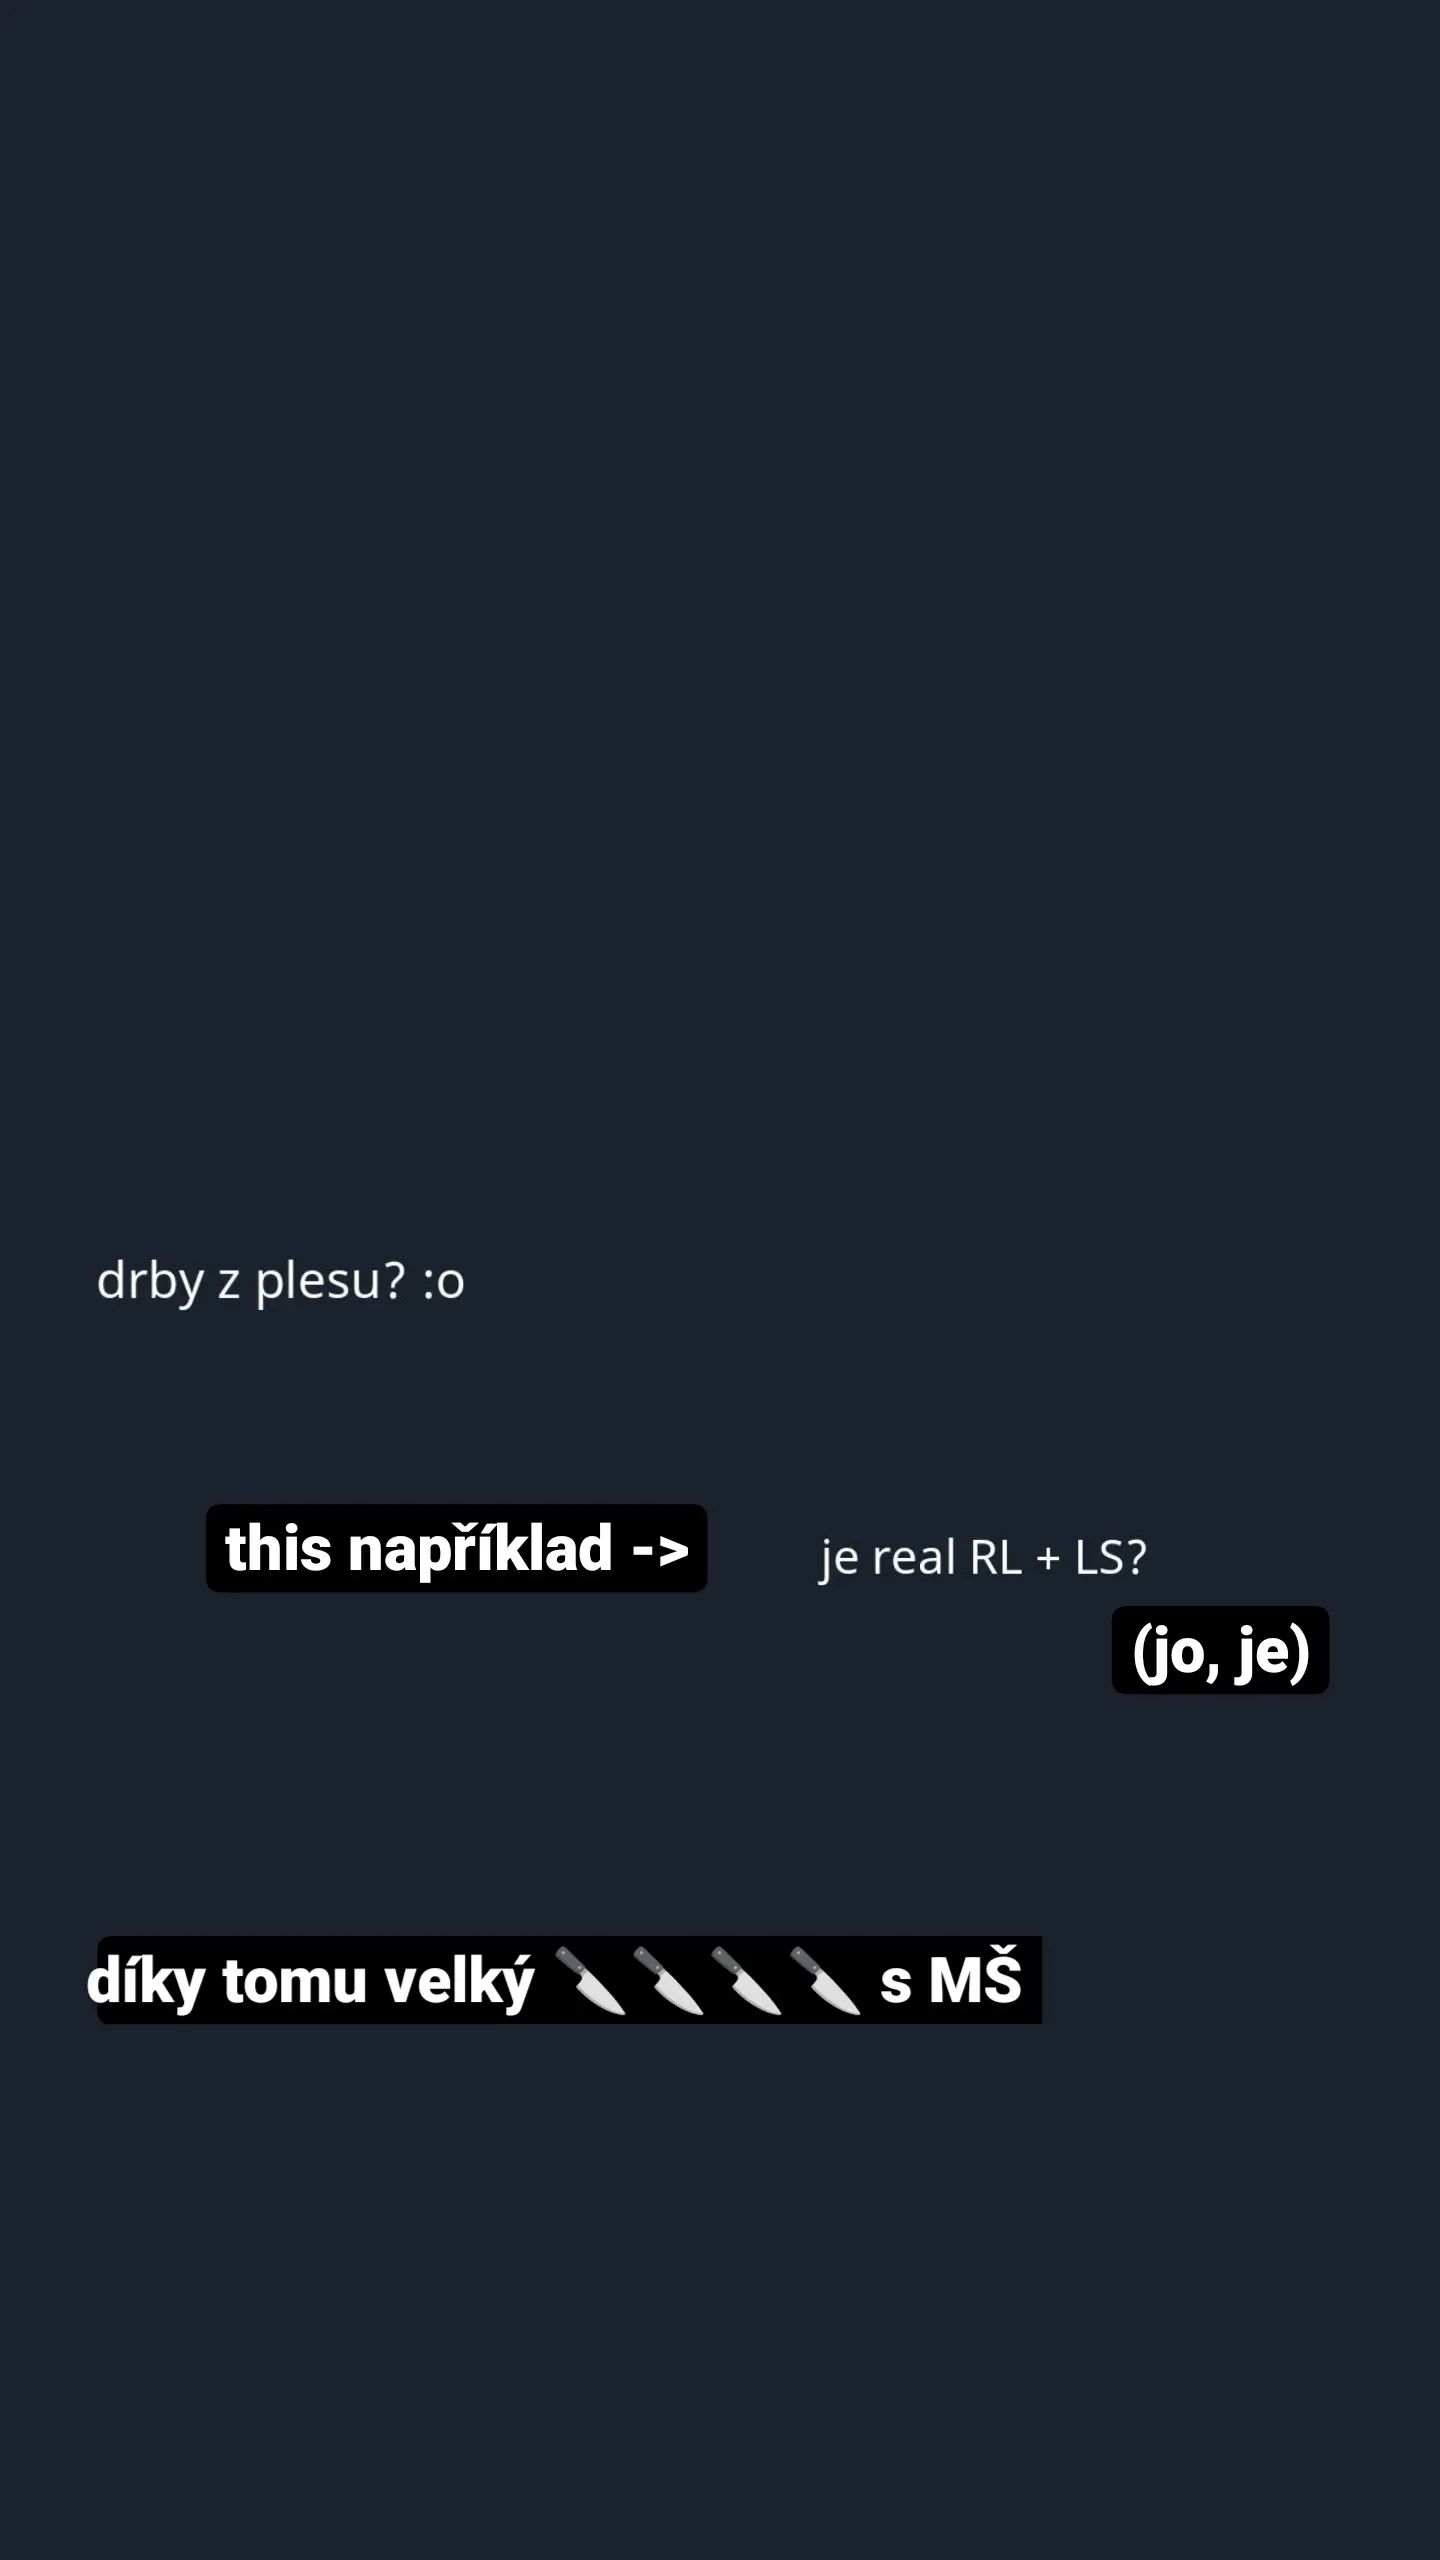 drby z plesu? :o
this například ->
je real RL + LS?
(jo, je)
díky tomu velký 🔪🔪🔪🔪 s MŠ